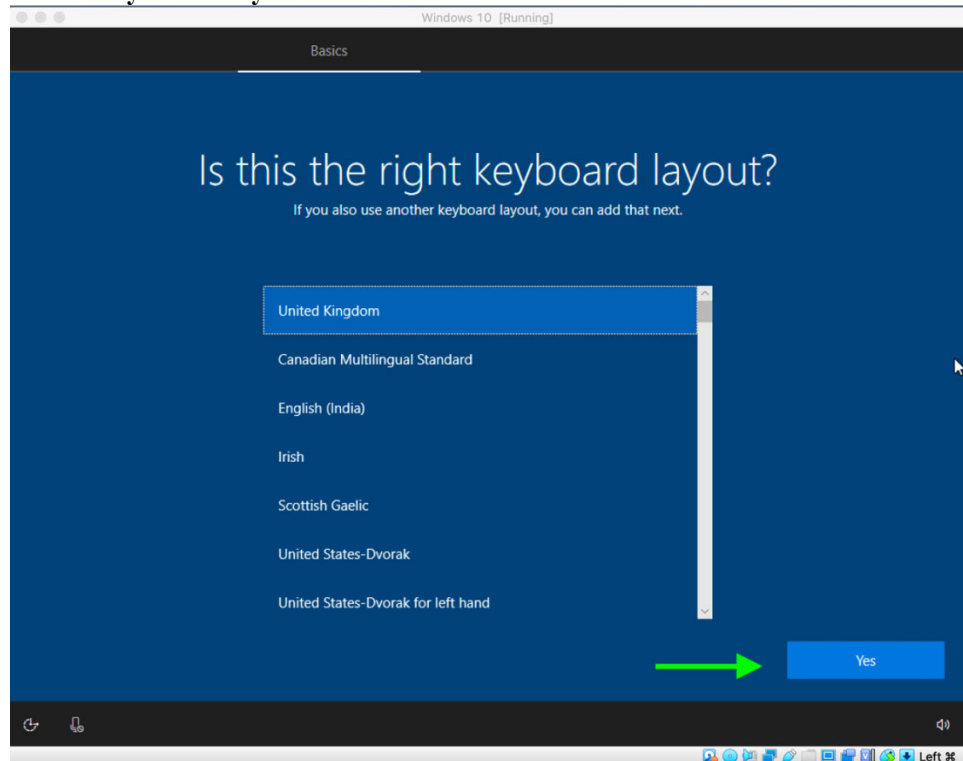 Windows 10 [Running]
Basics
Is this the right keyboard layout?
If you also use another keyboard layout, you can add that next.
United Kingdom
Canadian Multilingual Standard
English (India)
Irish
Scottish Gaelic
United States-Dvorak
United States-Dvorak for left hand
Yes
Left ⌘